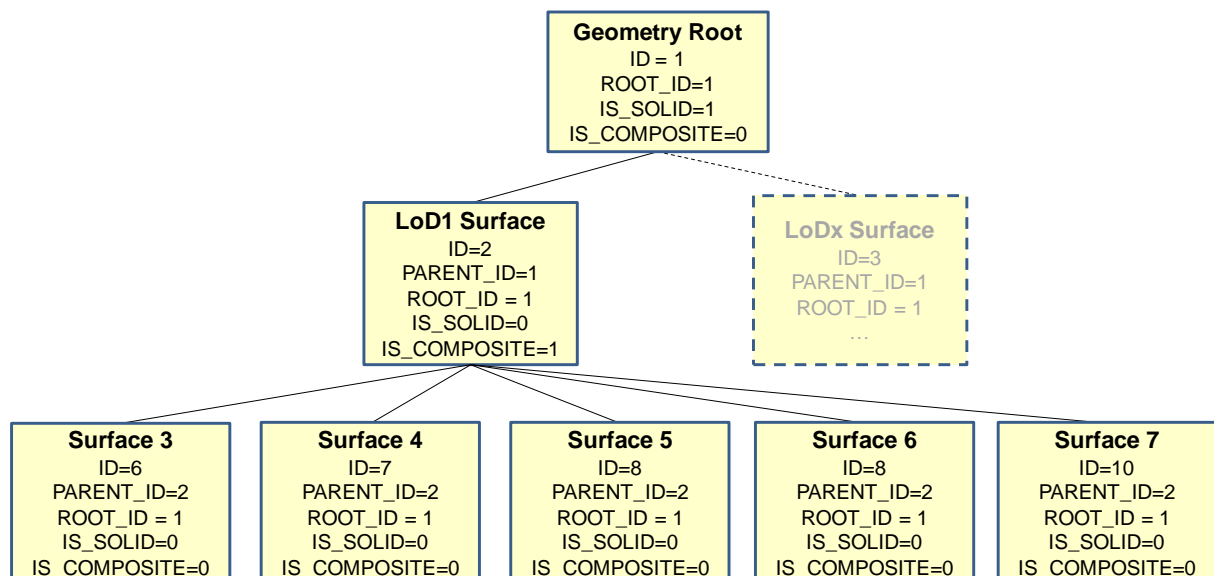 Geometry Root
ID = 1
ROOT_ID=1
IS_SOLID=1
IS_COMPOSITE=0
LoD1 Surface
ID=2
PARENT_ID=1
ROOT_ID = 1
IS_SOLID=0
IS_COMPOSITE=1
LoDx Surface
ID=3
PARENT_ID=1
ROOT_ID = 1
…
Surface 3
ID=6
PARENT_ID=2
ROOT_ID = 1
IS_SOLID=0
IS_COMPOSITE=0
Surface 4
ID=7
PARENT_ID=2
ROOT_ID = 1
IS_SOLID=0
IS_COMPOSITE=0
Surface 5
ID=8
PARENT_ID=2
ROOT_ID = 1
IS_SOLID=0
IS_COMPOSITE=0
Surface 6
ID=8
PARENT_ID=2
ROOT_ID = 1
IS_SOLID=0
IS_COMPOSITE=0
Surface 7
ID=10
PARENT_ID=2
ROOT_ID = 1
IS_SOLID=0
IS_COMPOSITE=0